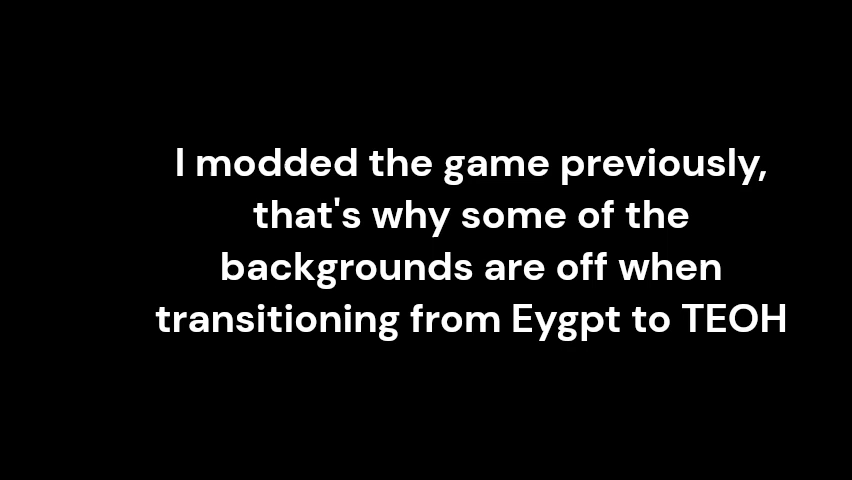 I modded the game previously,
that's why some of the
backgrounds are off when
transitioning from Eygpt to TEOH